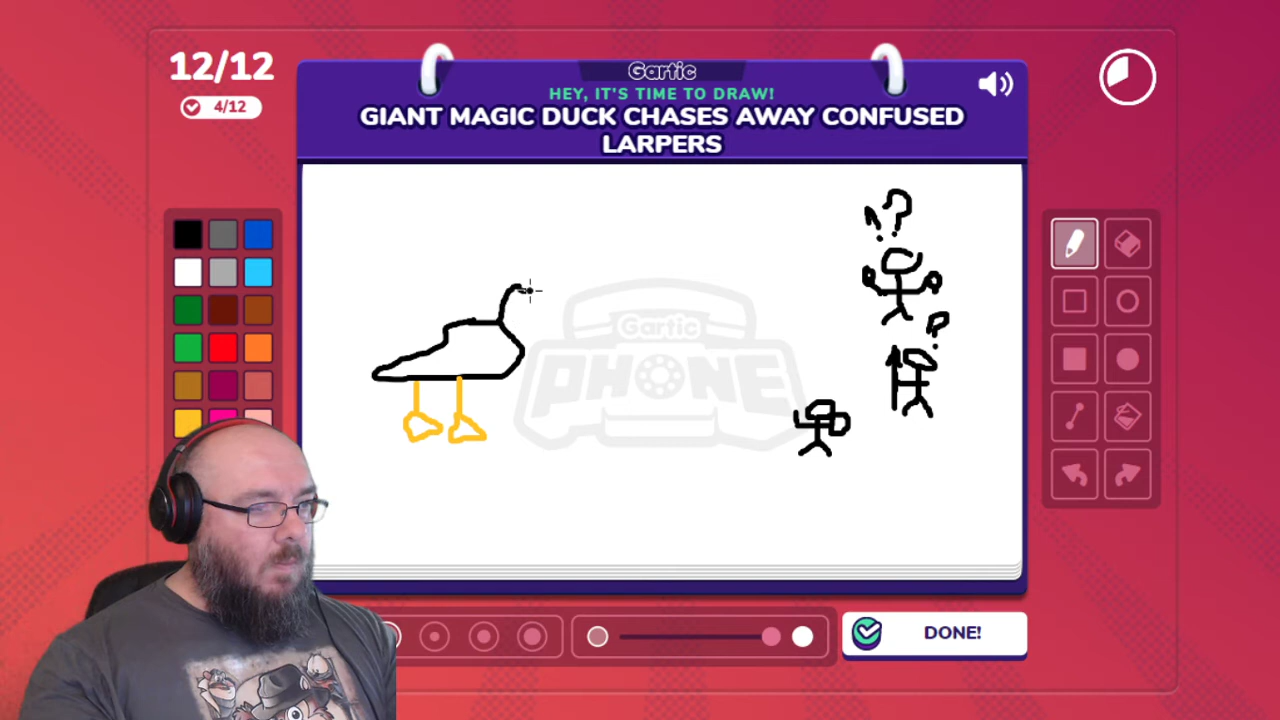 12/12
4/12
Gartic
HEY, IT'S TIME TO DRAW!
GIANT MAGIC DUCK CHASES AWAY CONFUSED
LARPERS
? ?
?
Gartic
PHONE
DONE!